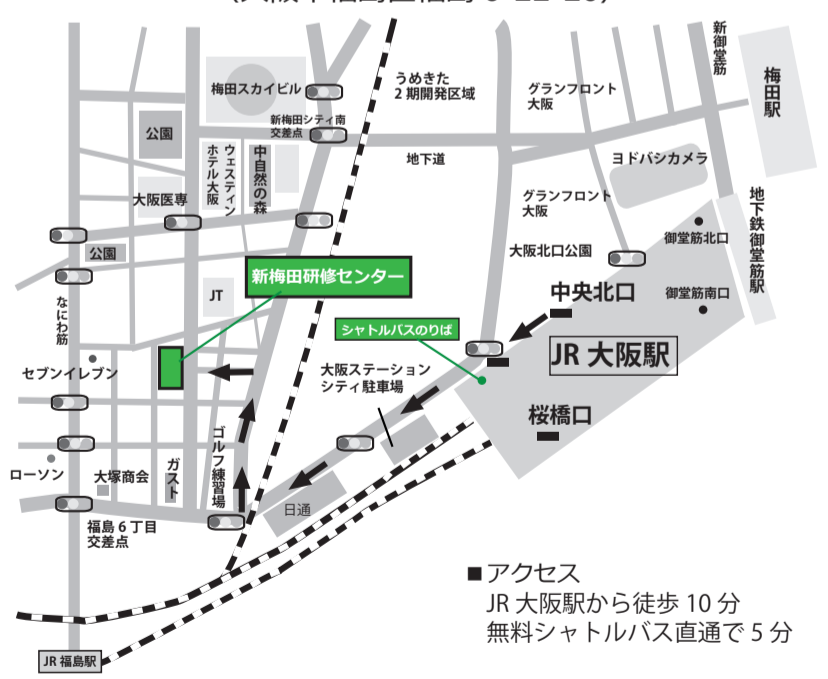 新御堂筋
梅田駅
梅田スカイビル
うめきた
2 期開発区域
グランフロント
大阪
新梅田シティ南
交差点
公園
地下道
ヨドバシカメラ
ウェスティン
ホテル大阪
中自然の森
大阪医専
グランフロント
大阪
地下鉄御堂筋駅
御堂筋北口
大阪北口公園
公園
新梅田研修センター
JT
中央北口
御堂筋南口
なにわ筋
シャトルバスのりば
JR 大阪駅
大阪ステーション
シティ駐車場
セブンイレブン
桜橋口
ゴルフ練習場
ローソン
大塚商会
ガスト
日通
福島 6 丁目
交差点
■ アクセス
JR 大阪駅から徒歩 10 分
無料シャトルバス直通で 5 分
JR 福島駅